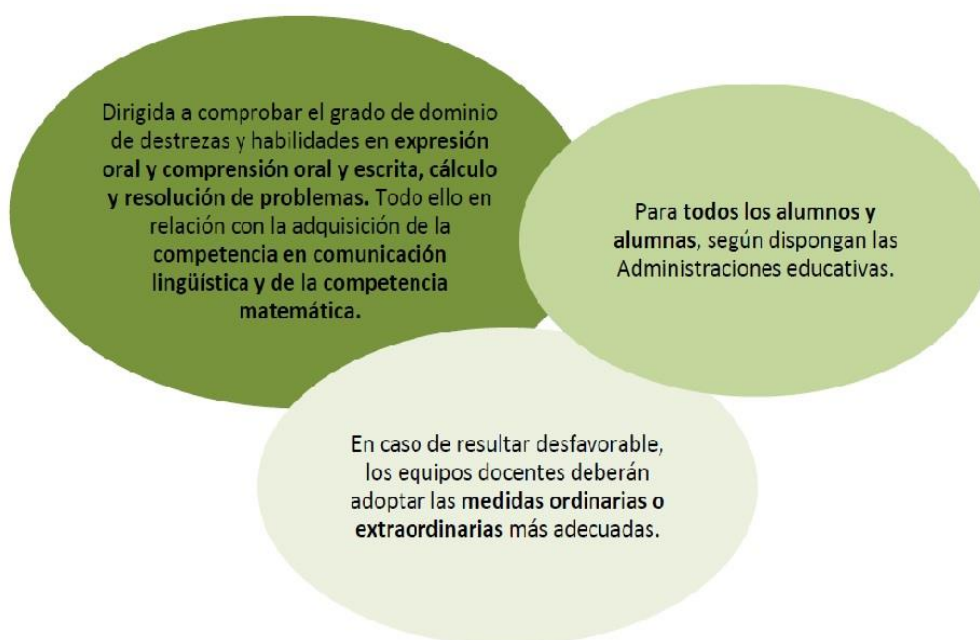 Dirigida a comprobar el grado de dominio
de destrezas y habilidades en expresión
oral y comprensión oral y escrita, cálculo
y resolución de problemas. Todo ello en
relación con la adquisición de la
competencia en comunicación
lingüística y de la competencia
matemática.
Para todos los alumnos y
alumnas, según dispongan las
Administraciones educativas.
En caso de resultar desfavorable,
los equipos docentes deberán
adoptar las medidas ordinarias o
extraordinarias más adecuadas.